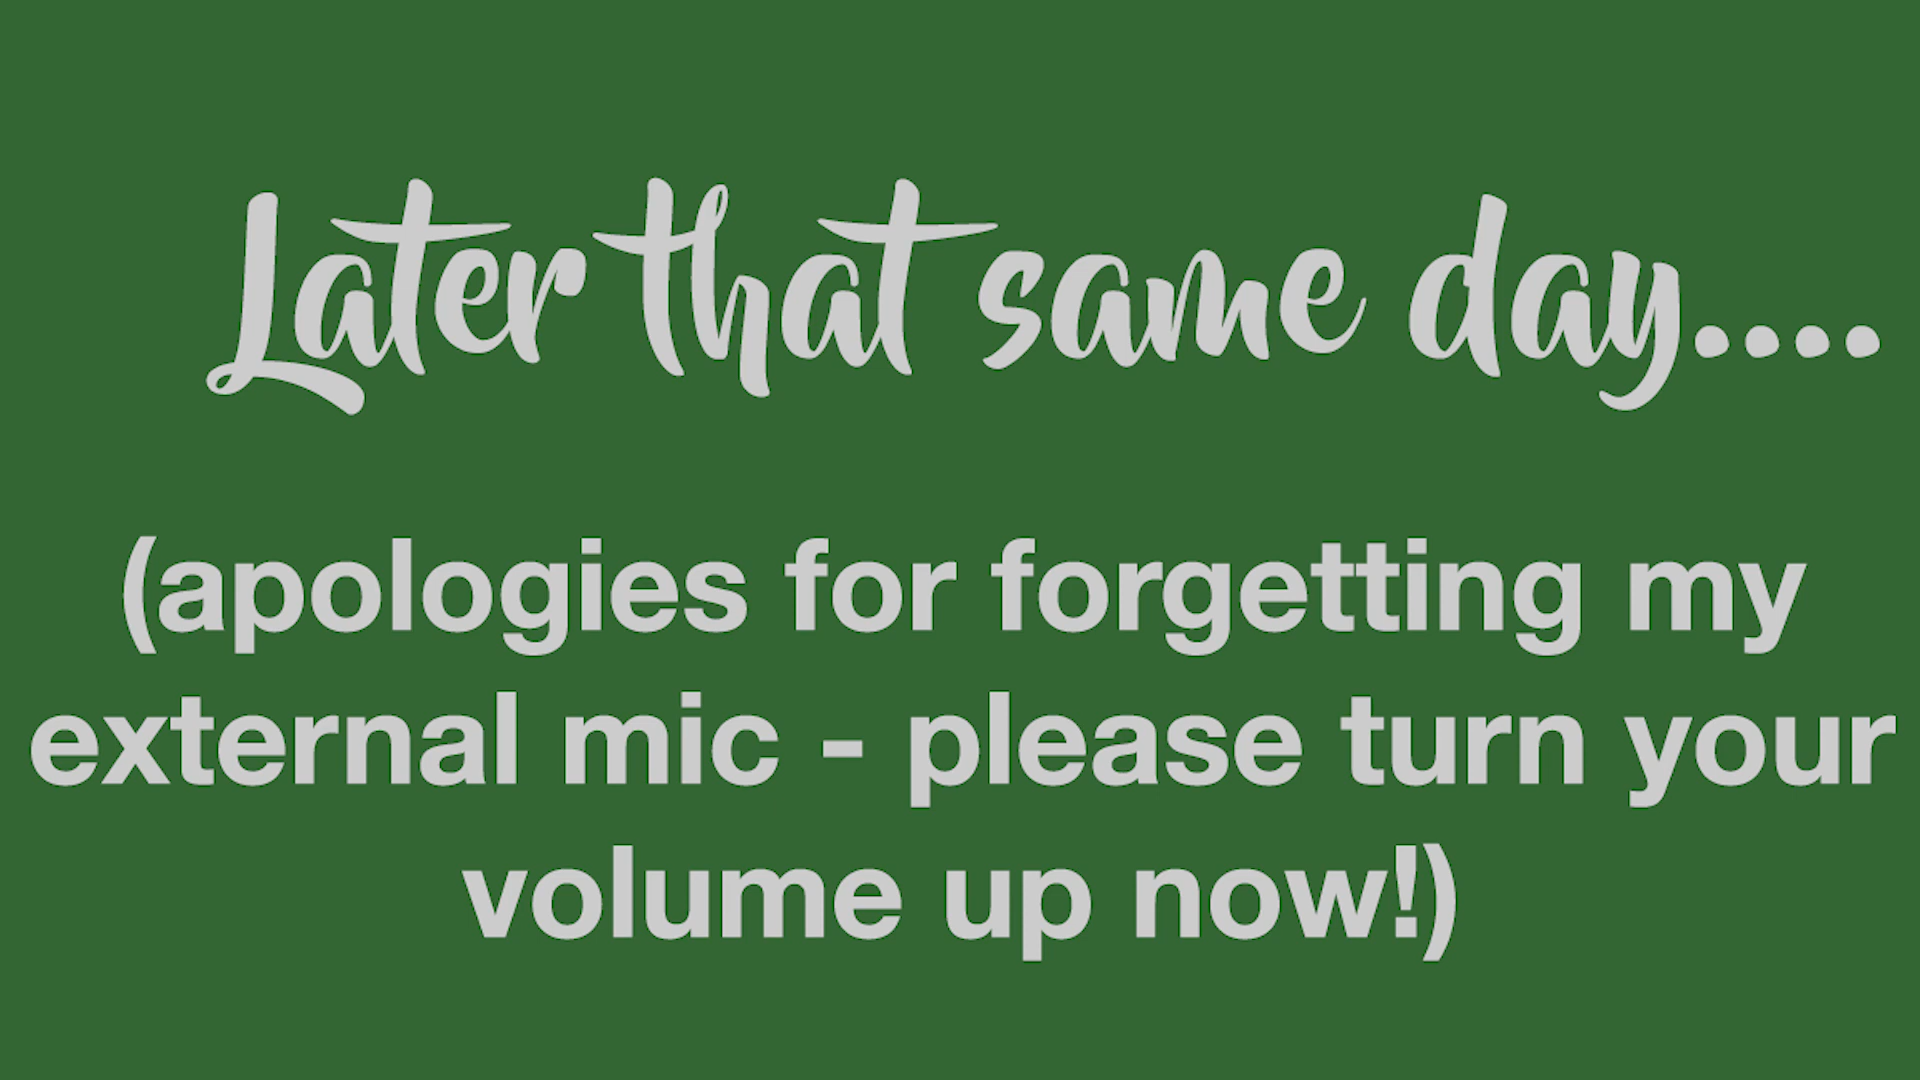 Later that same day....
(apologies for forgetting my
external mic - please turn your
volume up now!)